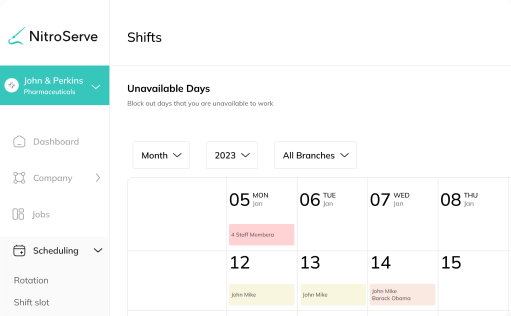 NitroServe
Shifts
John & Perkins
Pharmaceuticals
Unavailable Days
Block out days that you are unavailable to work
Dashboard
Company
Jobs
Scheduling
Rotation
Shift slot
Month
2023
All Branches
05 MON Jan
06 TUE Jan
07 WED Jan
08 THU Jan
4 Staff Members
12
13
14
15
John Mike
John Mike
John Mike
Barack Obama